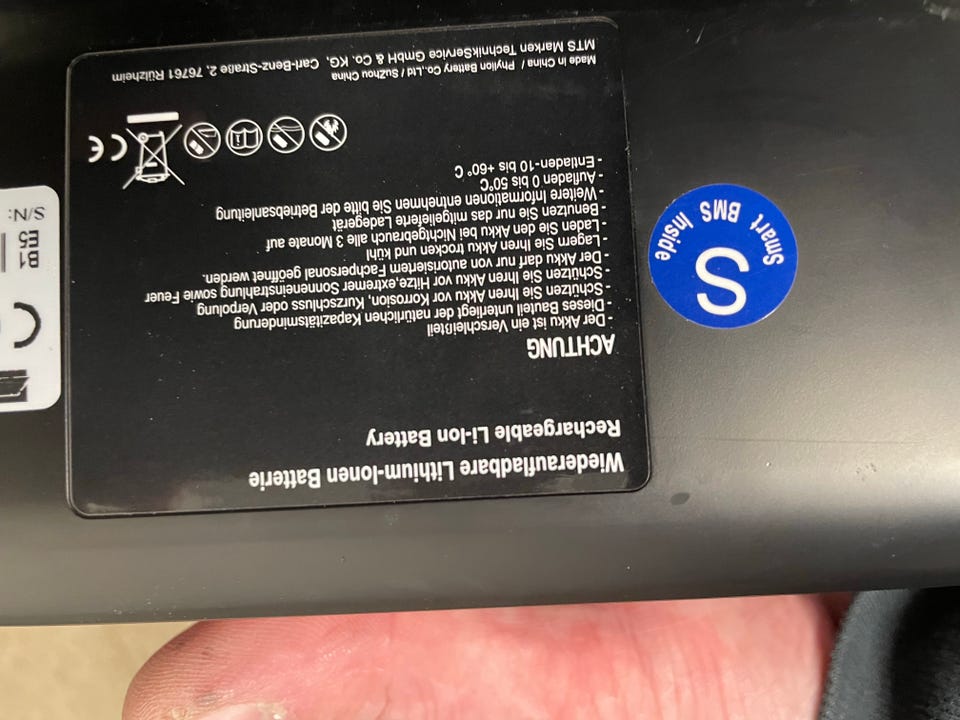 Wiederaufladbare Lithium-Ionen Batterie
Rechargeable Li-Ion Battery
ACHTUNG
- Der Akku ist ein Verschleißteil
- Dieses Bauteil unterliegt der natürlichen Kapazitätsminderung
- Schützen Sie Ihren Akku vor Korrosion, Kurzschluss oder Verpolung
- Schützen Sie Ihren Akku vor Hitze,extremer Sonneneinstrahlung sowie Feuer
- Der Akku darf nur von autorisiertem Fachpersonal geöffnet werden.
- Lagern Sie Ihren Akku trocken und kühl
- Laden Sie den Akku bei Nichtgebrauch alle 3 Monate auf
- Benutzen Sie nur das mitgelieferte Ladegerät
- Weitere Informationen entnehmen Sie bitte der Betriebsanleitung
- Aufladen 0 bis 50°C
- Entladen-10 bis +60° C
CE
Made in China / Phylion Battery Co.,Ltd / SuZhou China
MTS Marken TechnikService GmbH & Co. KG, Carl-Benz-Straße 2, 76761 Rülzheim
S
Smart BMS Inside
B1
E5
S/N: